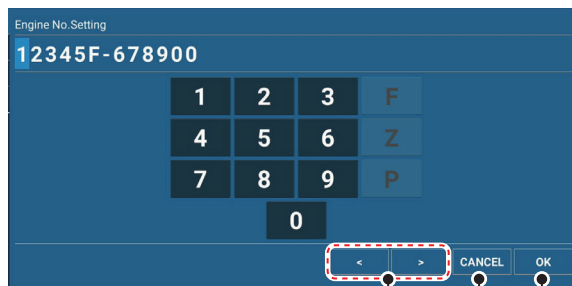 Engine No.Setting
12345F-678900
1 2 3 F
4 5 6 Z
7 8 9 P
0
< > CANCEL OK